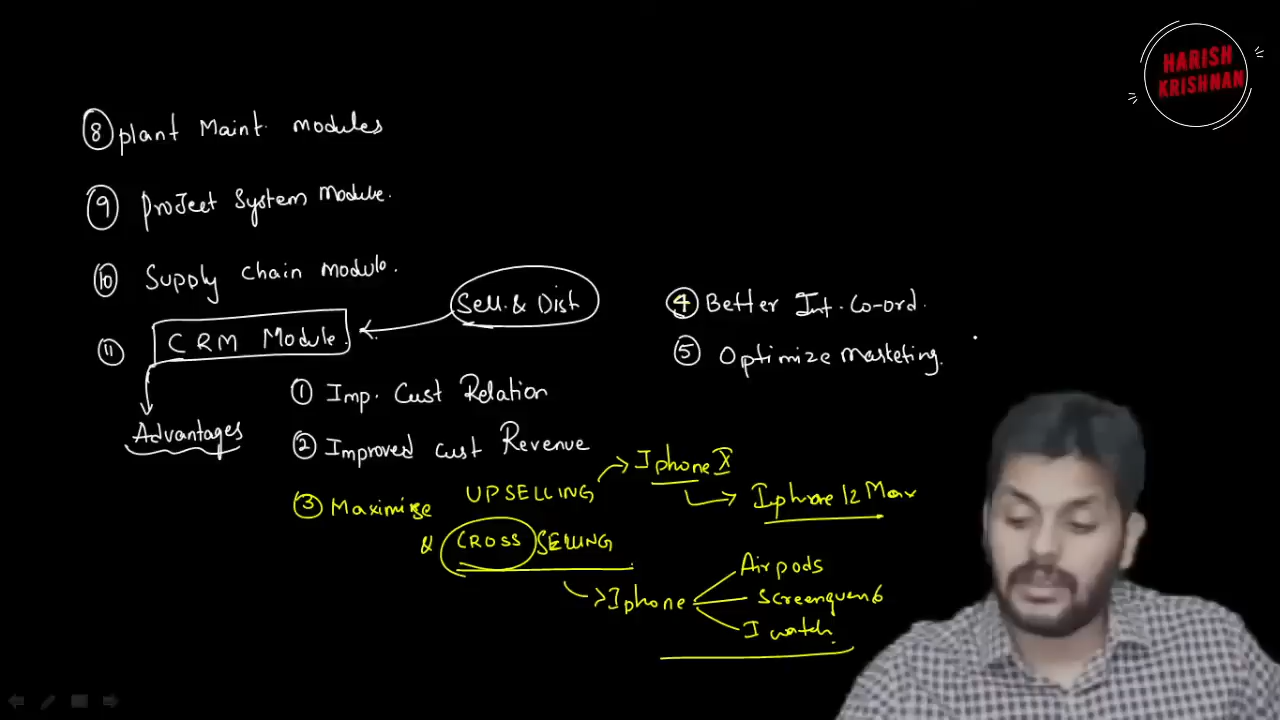 HARISH
KRISHNAN
8 plant Maint. modules
9 ProJect System Module.
10 Supply chain module.
Sell. & Dist
11 CRM Module.
Advantages
1 Imp. Cust Relation
2 Improved cust Revenue
3 Maximise UPSELLING
& CROSS SELLING
Iphone X
Iphone 12 Max
Iphone
Airpods
Screenguard
I watch
4 Better Int. Co-ord.
5 Optimize Marketing.